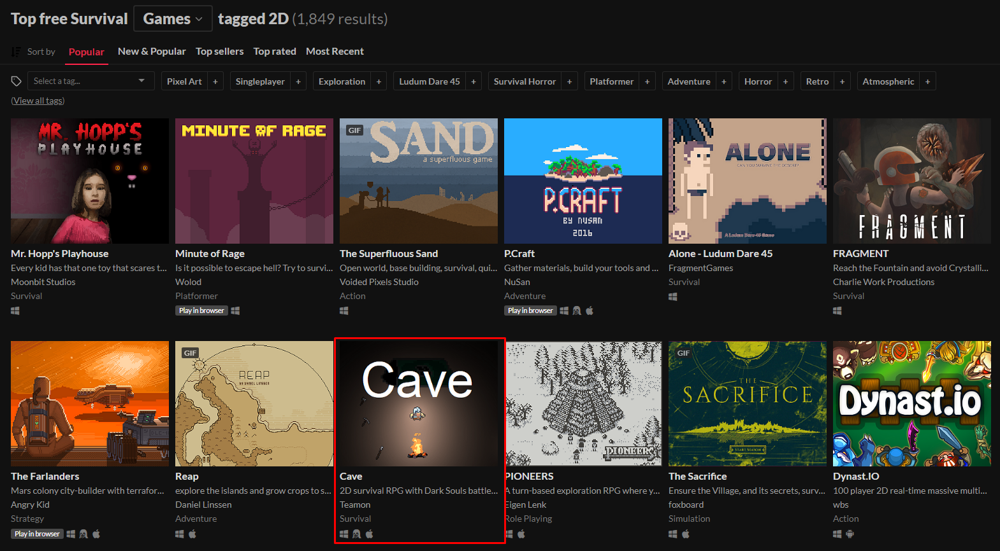 Top free Survival Games tagged 2D (1,849 results)
Sort by Popular New & Popular Top sellers Top rated Most Recent
Select a tag... Pixel Art + Singleplayer + Exploration + Ludum Dare 45 + Survival Horror + Platformer + Adventure + Horror + Retro + Atmospheric +
(View all tags)
MR. HOPP'S
PLAYHOUSE
Mr. Hopp's Playhouse
Every kid has that one toy that scares t...
Moonbit Studios
Survival
MINUTE OF RAGE
Minute of Rage
Is it possible to escape hell? Try to survi...
Wolod
Platformer
Play in browser
GIF
SAND
a superfluous game
The Superfluous Sand
Open world, base building, survival, qui...
Voided Pixels Studio
Action
P.CRAFT
BY NUSAN
2016
P.Craft
Gather materials, build your tools and ...
NuSan
Adventure
Play in browser
ALONE
CAN YOU SURVIVE THE DESERT?
A Ludum Dare 45 Game
Alone - Ludum Dare 45
FragmentGames
Survival
FRAGMENT
FRAGMENT
Reach the Fountain and avoid Crystalli...
Charlie Work Productions
Survival
The Farlanders
Mars colony city-builder with terrafor...
Angry Kid
Strategy
Play in browser
GIF
REAP
BY DANIEL LINSSEN
Reap
explore the islands and grow crops to s...
Daniel Linssen
Adventure
Cave
Cave
2D survival RPG with Dark Souls battle...
Teamon
Survival
PIONEERS
PIONEERS
A turn-based exploration RPG where y...
Eigen Lenk
Role Playing
GIF
THE
SACRIFICE
START SEASON
The Sacrifice
Ensure the Village, and its secrets, surv...
foxboard
Simulation
Dynast.io
Dynast.IO
100 player 2D real-time massive multi...
wbs
Action